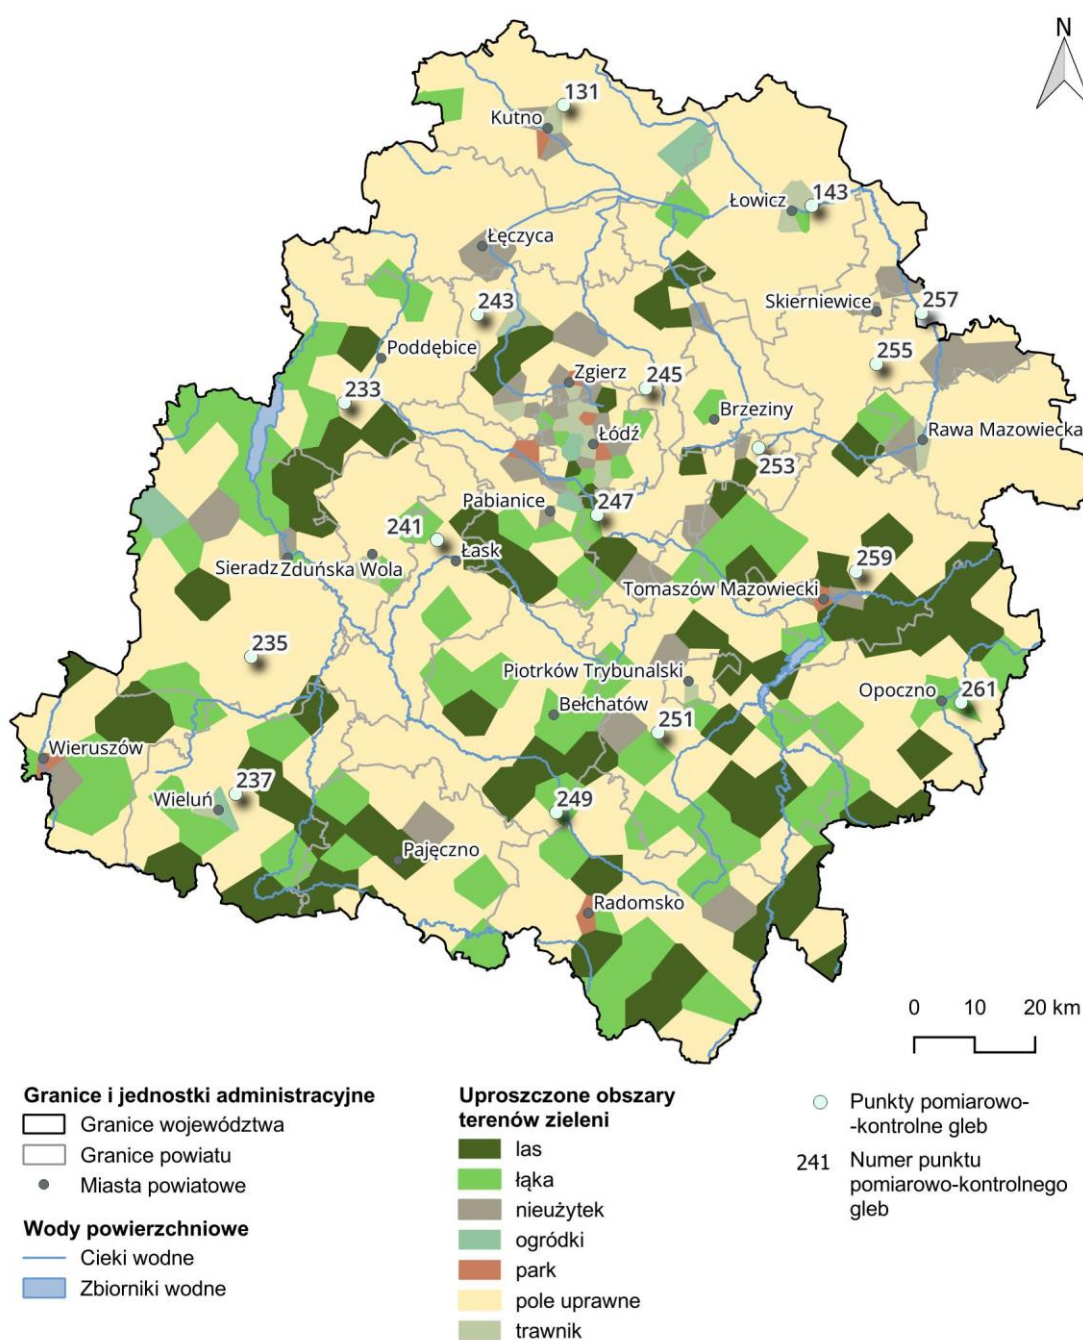 N
131
Kutno
143
Łowicz
Łęczyca
243
Skierniewice
257
Poddębice
255
Zgierz
245
233
Brzeziny
Łódź
Rawa Mazowiecka
253
Pabianice
247
241
Łask
Sieradz
Zduńska Wola
259
Tomaszów Mazowiecki
235
Piotrków Trybunalski
Opoczno
261
Bełchatów
251
Wieruszów
237
Wieluń
249
Pajęczno
Radomsko
0 10 20 km
Granice i jednostki administracyjne
Granice województwa
Granice powiatu
Miasta powiatowe
Wody powierzchniowe
Cieki wodne
Zbiorniki wodne
Uproszczone obszary
terenów zieleni
las
łąka
nieużytek
ogródki
park
pole uprawne
trawnik
Punkty pomiarowo-
-kontrolne gleb
241 Numer punktu
pomiarowo-kontrolnego
gleb